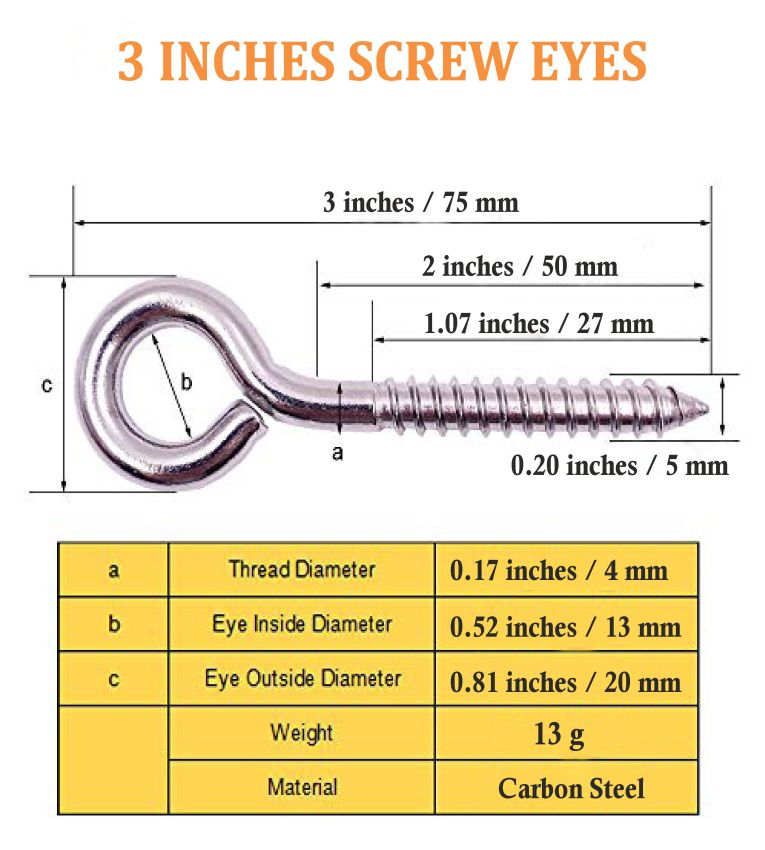 3 INCHES SCREW EYES
3 inches / 75 mm
2 inches / 50 mm
1.07 inches / 27 mm
c
b
a
0.20 inches / 5 mm
a Thread Diameter 0.17 inches / 4 mm
b Eye Inside Diameter 0.52 inches / 13 mm
c Eye Outside Diameter 0.81 inches / 20 mm
Weight 13 g
Material Carbon Steel